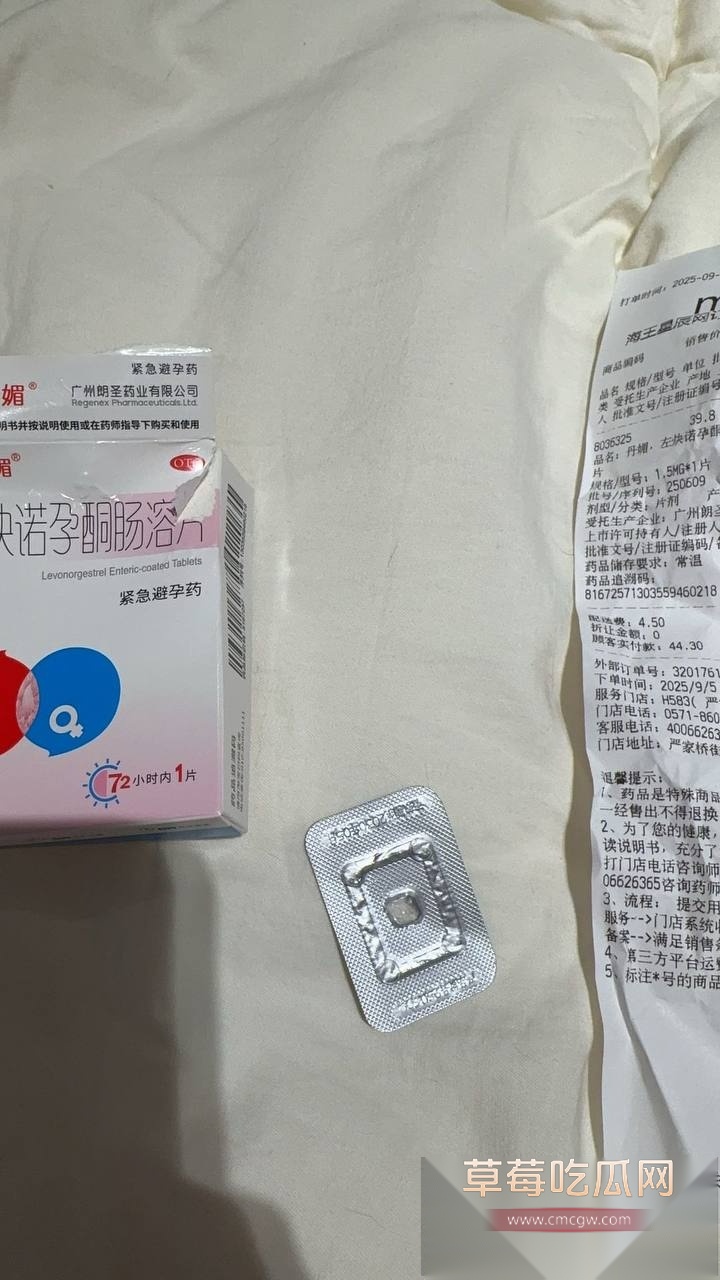 紧急避孕药
媚®
广州朗圣药业有限公司
Regenex Pharmaceuticals.Ltd.
明书并按说明使用或在药师指导下购买和使用
媚®
OTC
诺孕酮肠溶片
Levonorgestrel Enteric-coated Tablets
紧急避孕药
72小时内1片
打单时间：2025-09-
海王星辰网
销售价
商品编码
品名 规格/型号 单位
类 受托生产企业 产地
人 批准文号/注册证编号
39.8
8036325
品名：丹媚，左炔诺孕酮
片
规格/型号：1.5MG*1片
批号/序列号：250609
剂型/分类：片剂 产
受托生产企业：广州朗圣
上市许可持有人/注册人
批准文号/注册证编码/
药品储存要求：常温
药品追溯码：
81672571303559460218
配送费：4.50
折让金额：0
顾客实付款：44.30
外部订单号：3201761
下单时间：2025/9/5
服务门店：H583( 严
门店电话：0571-860
客服电话：40066263
门店地址：严家桥街
温馨提示：
1、药品是特殊商品
一经售出不得退换
2、为了您的健康，
读说明书，充分了
打门店电话咨询师
06626365咨询药师
3、流程： 提交用
服务-->门店系统
备案-->满足销售
4、第三方平台运
5、标注*号的商品
草莓吃瓜网
www.cmcgw.com